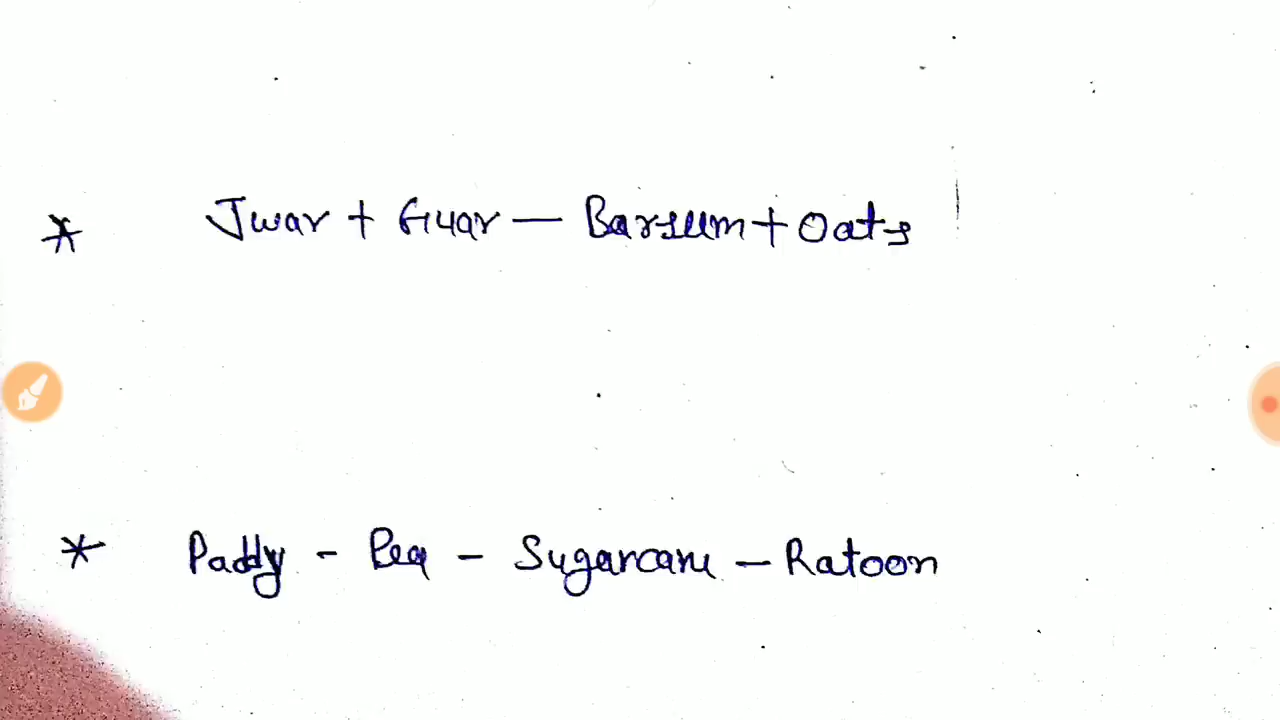 * Jwar + Guar — Barseem + Oats
* Paddy - Pea - Sugarcane - Ratoon